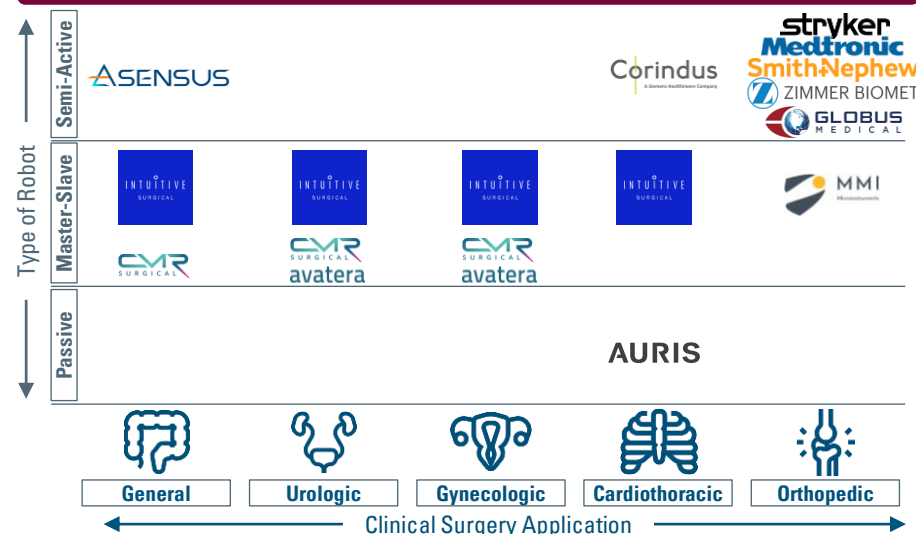 Type of Robot
Semi-Active
ASENSUS
Corindus
A Siemens Healthineers Company
stryker
Medtronic
Smith+Nephew
ZIMMER BIOMET
GLOBUS
MEDICAL
Master-Slave
INTUITIVE
SURGICAL
INTUITIVE
SURGICAL
INTUITIVE
SURGICAL
INTUITIVE
SURGICAL
MMI
Microinstruments
CMR
SURGICAL
CMR
SURGICAL
avatera
CMR
SURGICAL
avatera
Passive
AURIS
General
Urologic
Gynecologic
Cardiothoracic
Orthopedic
Clinical Surgery Application